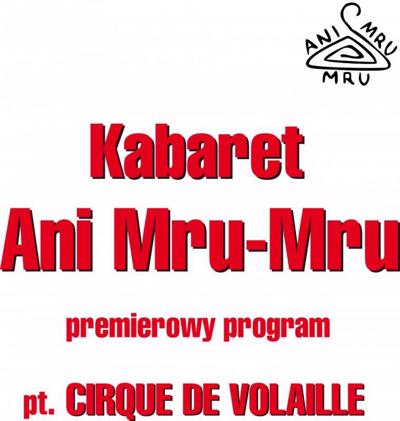 ANI MRU
MRU
Kabaret
Ani Mru-Mru
premierowy program
pt. CIRQUE DE VOLAILLE